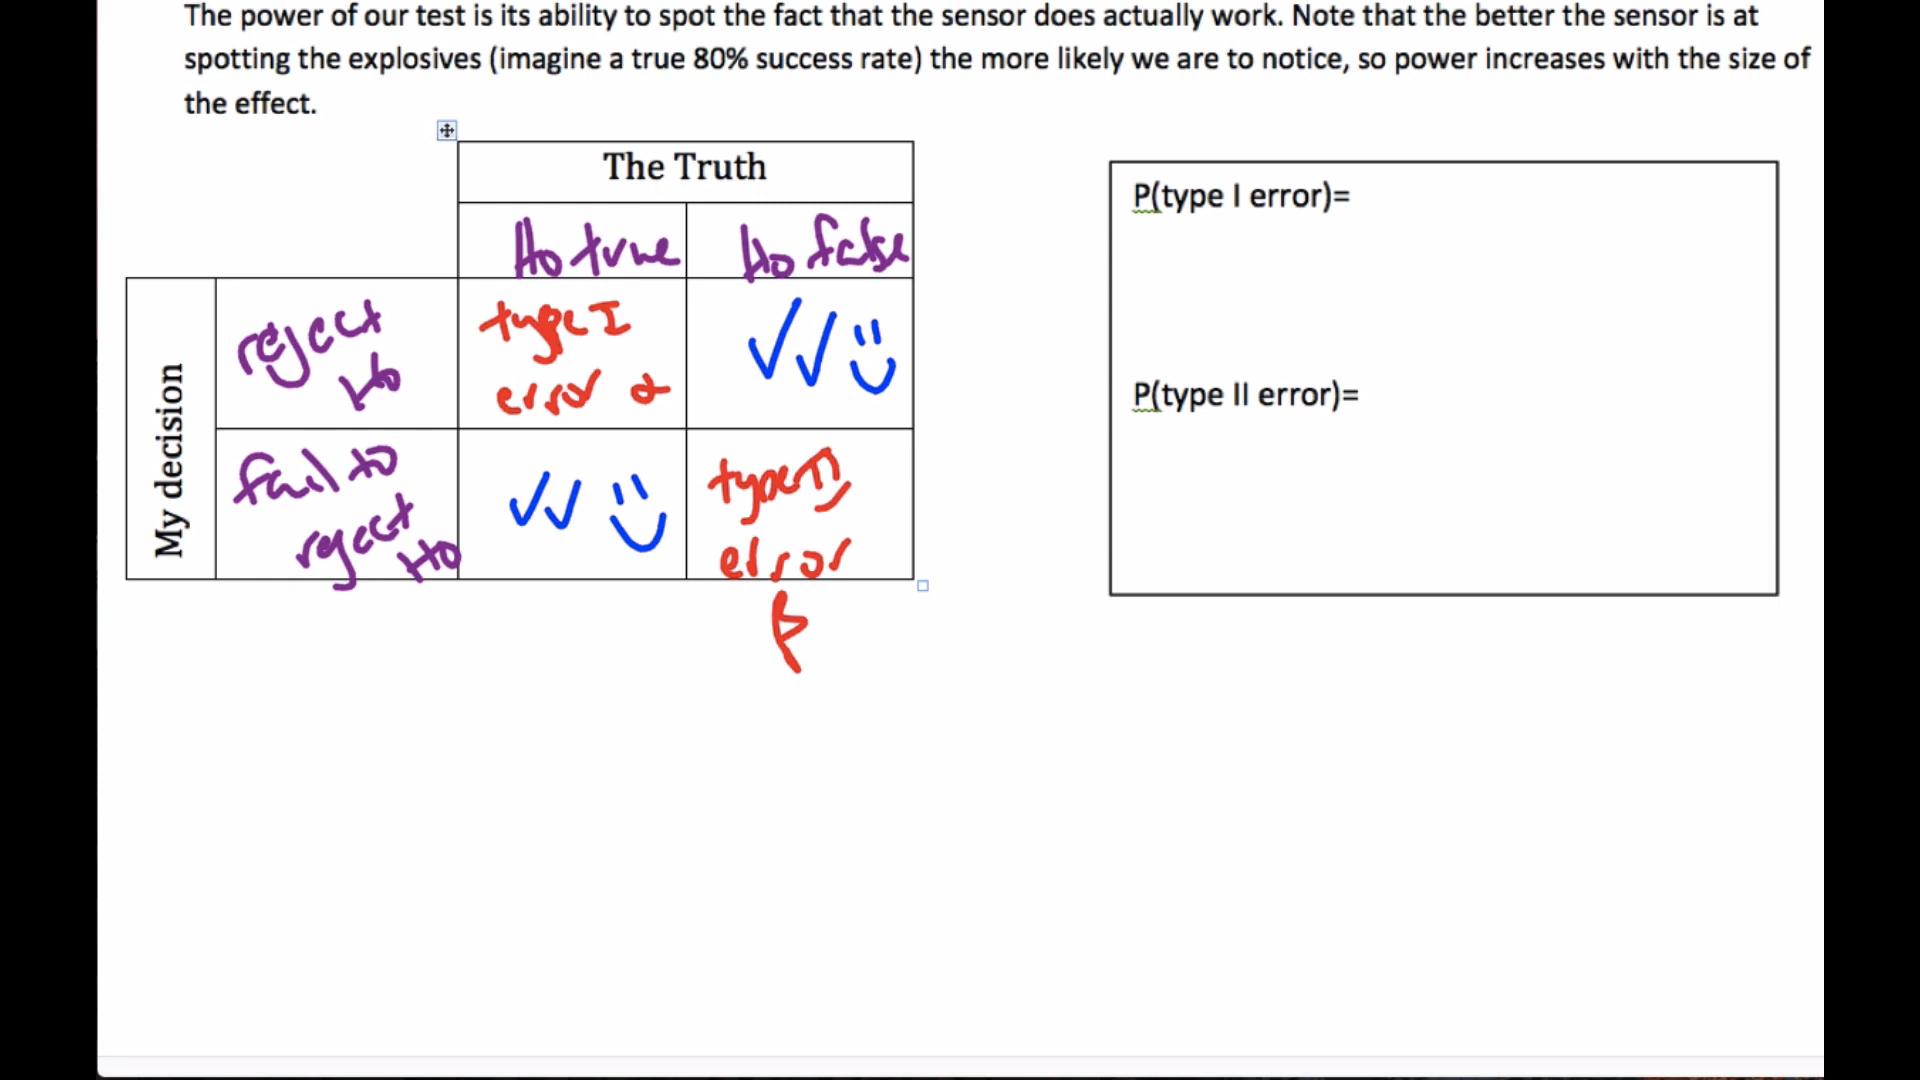 The power of our test is its ability to spot the fact that the sensor does actually work. Note that the better the sensor is at
spotting the explosives (imagine a true 80% success rate) the more likely we are to notice, so power increases with the size of
the effect.
The Truth
Ho true
Ho false
My decision
reject
Ho
type I
error α
fail to
reject
Ho
type II
error
β
P(type I error)=
P(type II error)=